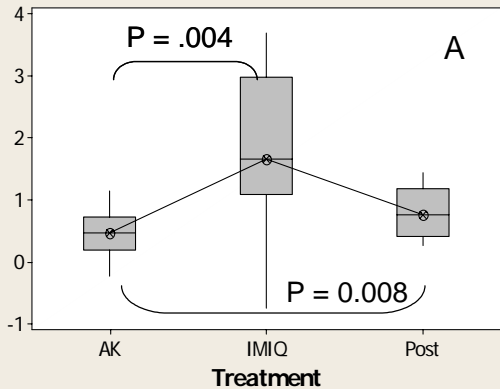 4
P = .004
A
3
2
1
0
P = 0.008
-1
AK IMIQ Post
Treatment